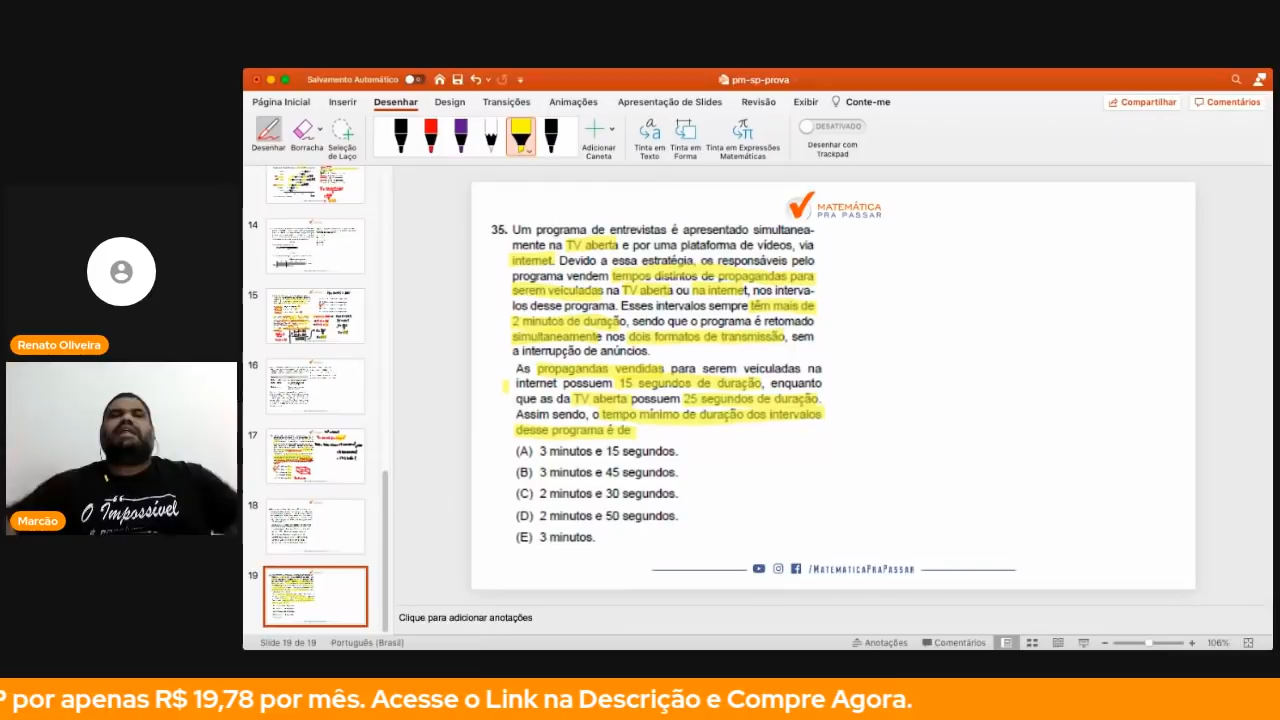 Salvamento Automático
pm-sp-prova
Página Inicial Inserir Desenhar Design Transições Animações Apresentação de Slides Revisão Exibir Conte-me
Compartilhar Comentários
Desenhar
Borracha
Seleção
de Laço
Adicionar
Caneta
Tinta em
Texto
Tinta em
Forma
Tinta em Expressões
Matemáticas
DESATIVADO
Desenhar com
Trackpad
14
15
16
17
18
19
MATEMÁTICA
PRA PASSAR
35. Um programa de entrevistas é apresentado simultanea-
mente na TV aberta e por uma plataforma de vídeos, via
internet. Devido a essa estratégia, os responsáveis pelo
programa vendem tempos distintos de propagandas para
serem veiculadas na TV aberta ou na internet, nos interva-
los desse programa. Esses intervalos sempre têm mais de
2 minutos de duração, sendo que o programa é retomado
simultaneamente nos dois formatos de transmissão, sem
a interrupção de anúncios.
As propagandas vendidas para serem veiculadas na
internet possuem 15 segundos de duração, enquanto
que as da TV aberta possuem 25 segundos de duração.
Assim sendo, o tempo mínimo de duração dos intervalos
desse programa é de
(A) 3 minutos e 15 segundos.
(B) 3 minutos e 45 segundos.
(C) 2 minutos e 30 segundos.
(D) 2 minutos e 50 segundos.
(E) 3 minutos.
/MATEMATICAPRAPASSAR
Clique para adicionar anotações
Slide 19 de 19 Português (Brasil)
Anotações Comentários 106%
Renato Oliveira
O Impossível
Marcão
P por apenas R$ 19,78 por mês. Acesse o Link na Descrição e Compre Agora.